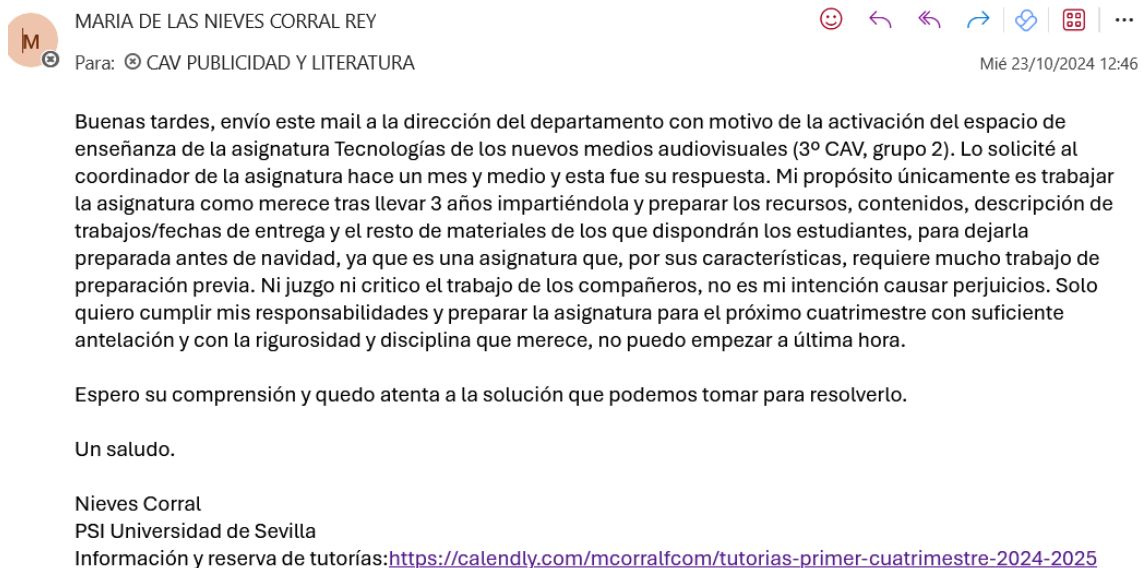 MARIA DE LAS NIEVES CORRAL REY
M
Para: CAV PUBLICIDAD Y LITERATURA
Mié 23/10/2024 12:46
Buenas tardes, envío este mail a la dirección del departamento con motivo de la activación del espacio de
enseñanza de la asignatura Tecnologías de los nuevos medios audiovisuales (3º CAV, grupo 2). Lo solicité al
coordinador de la asignatura hace un mes y medio y esta fue su respuesta. Mi propósito únicamente es trabajar
la asignatura como merece tras llevar 3 años impartiéndola y preparar los recursos, contenidos, descripción de
trabajos/fechas de entrega y el resto de materiales de los que dispondrán los estudiantes, para dejarla
preparada antes de navidad, ya que es una asignatura que, por sus características, requiere mucho trabajo de
preparación previa. Ni juzgo ni critico el trabajo de los compañeros, no es mi intención causar perjuicios. Solo
quiero cumplir mis responsabilidades y preparar la asignatura para el próximo cuatrimestre con suficiente
antelación y con la rigurosidad y disciplina que merece, no puedo empezar a última hora.
Espero su comprensión y quedo atenta a la solución que podemos tomar para resolverlo.
Un saludo.
Nieves Corral
PSI Universidad de Sevilla
Información y reserva de tutorías:https://calendly.com/mcorralfcom/tutorias-primer-cuatrimestre-2024-2025